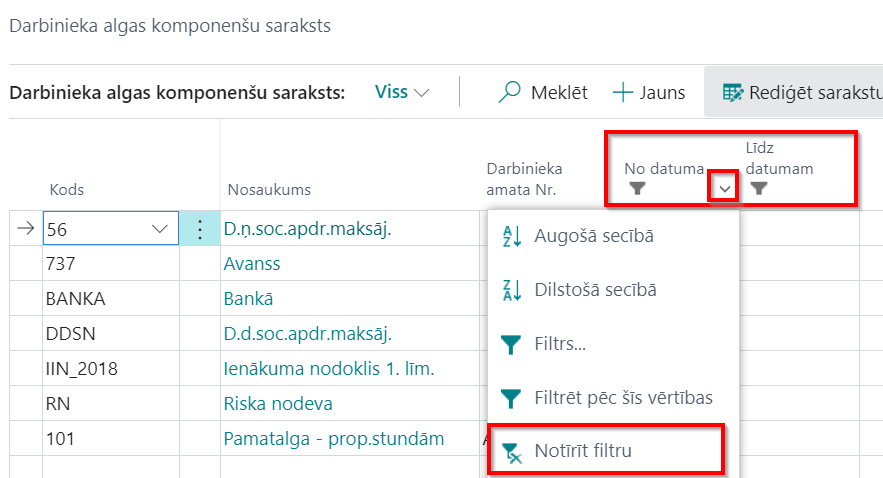 Darbinieka algas komponenšu saraksts
Darbinieka algas komponenšu saraksts: Viss Meklēt Jauns Rediģēt sarakstu
Kods Nosaukums Darbinieka amata Nr. No datuma Līdz datumam
56 D.ņ.soc.apdr.maksāj.
737 Avanss
BANKA Bankā
DDSN D.d.soc.apdr.maksāj.
IIN_2018 Ienākuma nodoklis 1. līm.
RN Riska nodeva
101 Pamatalga - prop.stundām
Augošā secībā
Dilstošā secībā
Filtrs...
Filtrēt pēc šīs vērtības
Notīrīt filtru